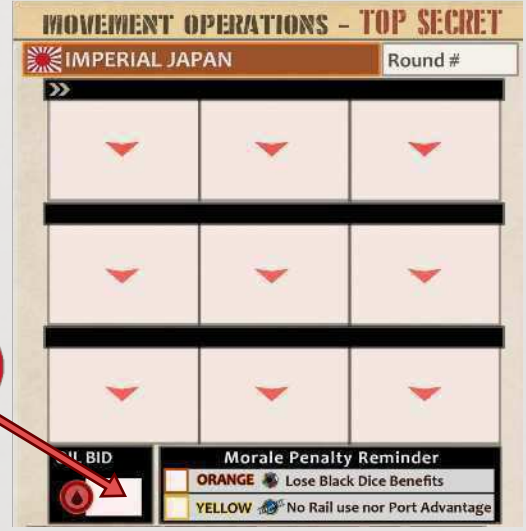 MOVEMENT OPERATIONS – TOP SECRET
IMPERIAL JAPAN
Round #
OIL BID
Morale Penalty Reminder
ORANGE Lose Black Dice Benefits
YELLOW No Rail use nor Port Advantage